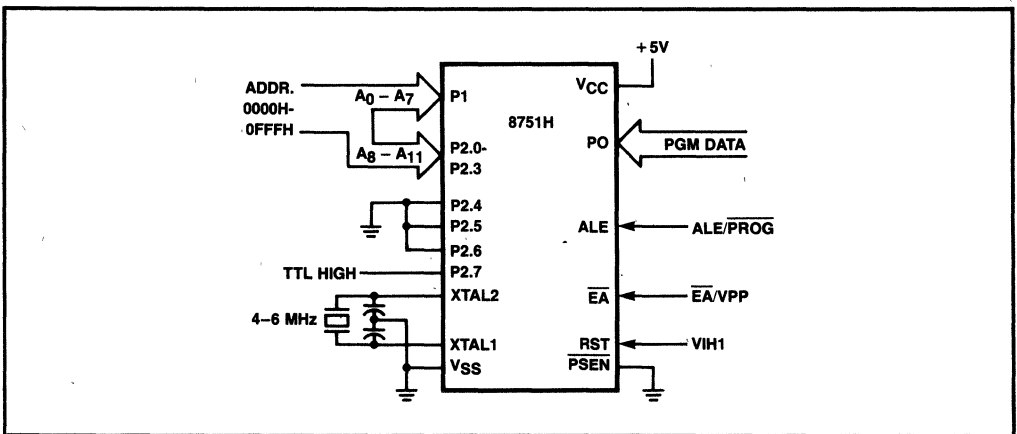 +5V
ADDR.
0000H-
0FFFH
A0 – A7
A8 – A11
P1
VCC
8751H
P2.0-
P2.3
PO
PGM DATA
P2.4
P2.5
P2.6
P2.7
TTL HIGH
ALE
ALE/PROG
XTAL2
4–6 MHz
XTAL1
VSS
EA
EA/VPP
RST
VIH1
PSEN